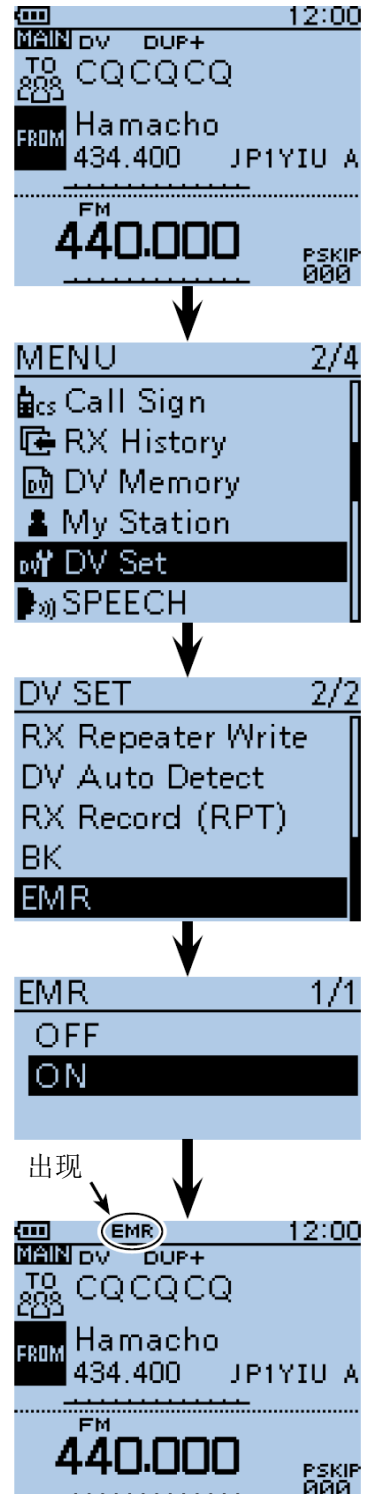 12:00
MAIN DV DUP+
TO CQCQCQ
FROM Hamacho
434.400 JP1YIU A
FM
440.000 PSKIP
000
MENU 2/4
CS Call Sign
RX History
DV DV Memory
My Station
DV DV Set
SPEECH
DV SET 2/2
RX Repeater Write
DV Auto Detect
RX Record (RPT)
BK
EMR
EMR 1/1
OFF
ON
出现
EMR 12:00
MAIN DV DUP+
TO CQCQCQ
FROM Hamacho
434.400 JP1YIU A
FM
440.000 PSKIP
000